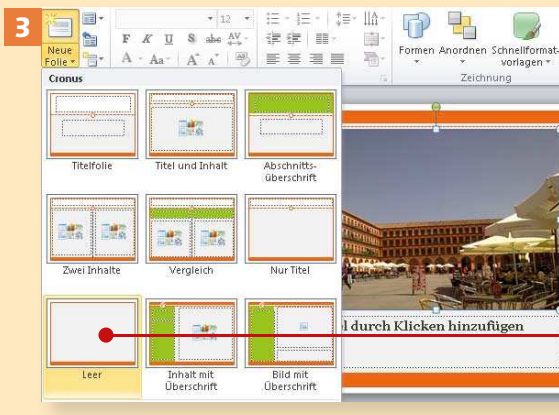 3
12
F K U S abc AV
A Aa A A
Neue
Folie
Formen Anordnen Schnellformat-
vorlagen
Zeichnung
Cronus
Titelfolie
Titel und Inhalt
Abschnitts-
überschrift
Zwei Inhalte
Vergleich
Nur Titel
Leer
Inhalt mit
Überschrift
Bild mit
Überschrift
l durch Klicken hinzufügen